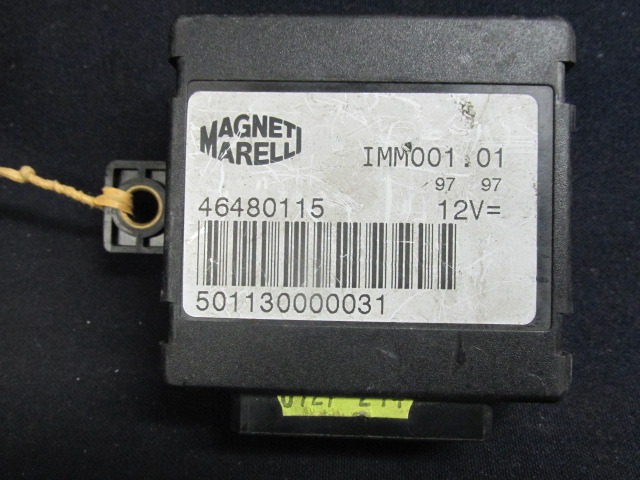 MAGNETI
MARELLI
IMM001.01
97 97
46480115
12V=
501130000031